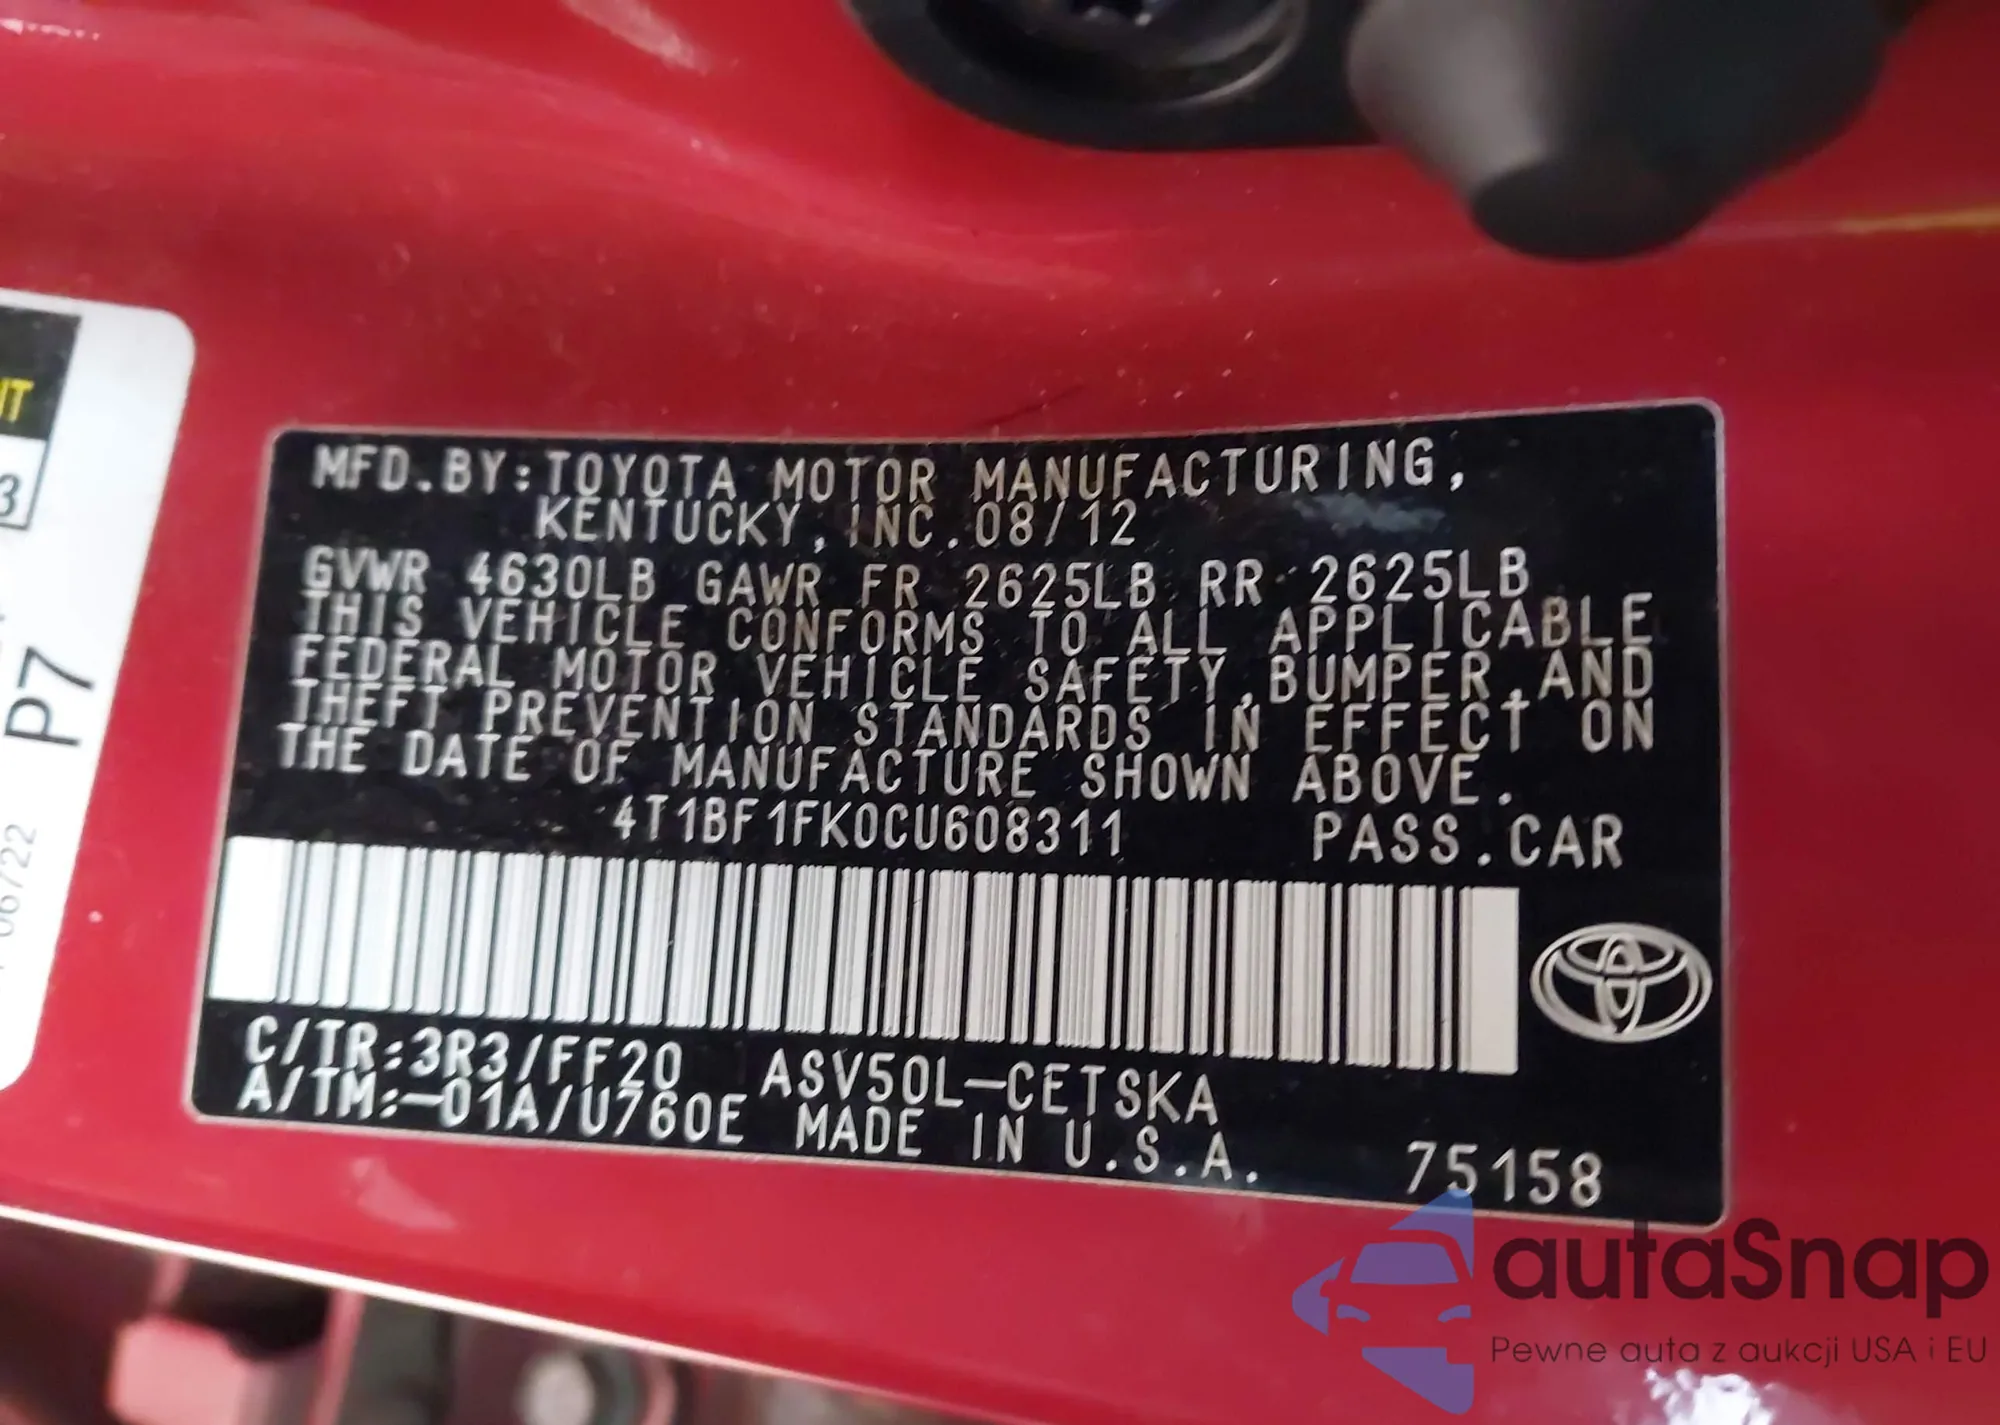 MFD.BY:TOYOTA MOTOR MANUFACTURING,
KENTUCKY, INC. 08/12
GVWR 4630LB GAWR FR 2625LB RR 2625LB
THIS VEHICLE CONFORMS TO ALL APPLICABLE
FEDERAL MOTOR VEHICLE SAFETY, BUMPER, AND
THEFT PREVENTION STANDARDS IN EFFECT ON
THE DATE OF MANUFACTURE SHOWN ABOVE.
4T1BF1FK0CU608311 PASS.CAR
C/TR:3R3/FF20 ASV50L-CETSKA
A/TM:-01A/U760E MADE IN U.S.A. 75158
3
P7
06722
autaSnap
Pewne auta z aukcji USA i EU